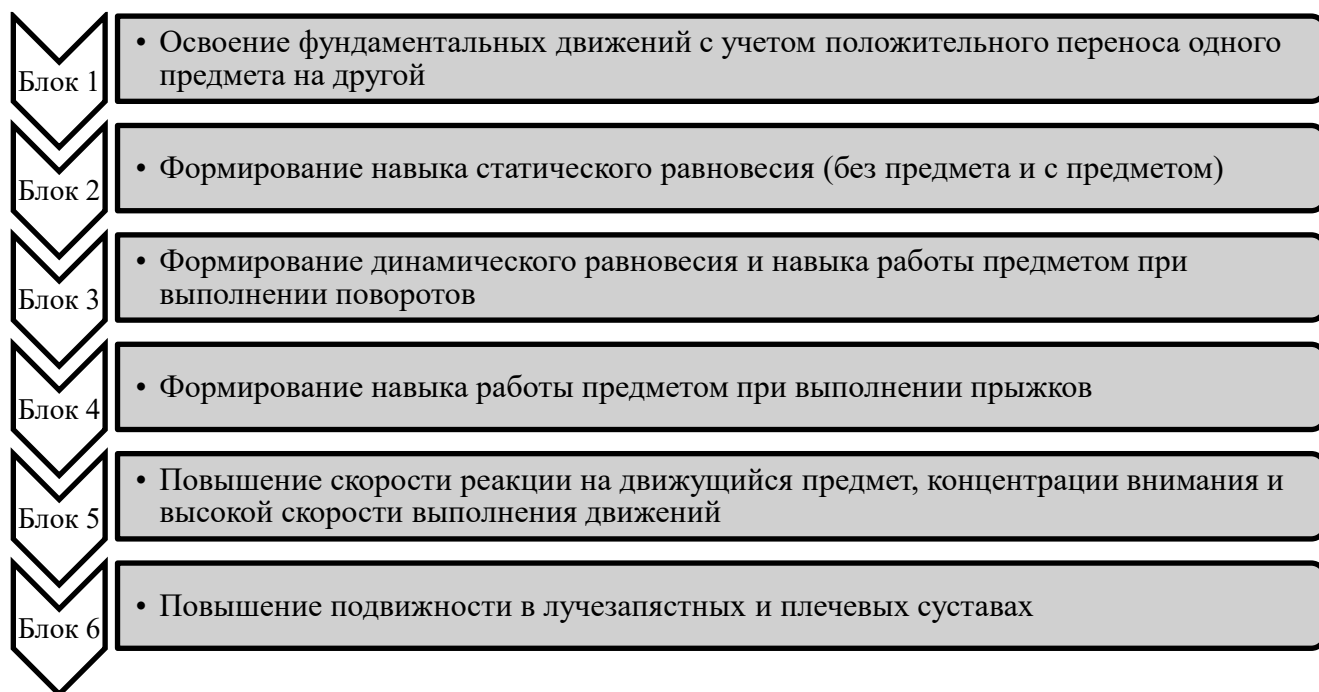 Блок 1
• Освоение фундаментальных движений с учетом положительного переноса одного
предмета на другой
Блок 2
• Формирование навыка статического равновесия (без предмета и с предметом)
Блок 3
• Формирование динамического равновесия и навыка работы предметом при
выполнении поворотов
Блок 4
• Формирование навыка работы предметом при выполнении прыжков
Блок 5
• Повышение скорости реакции на движущийся предмет, концентрации внимания и
высокой скорости выполнения движений
Блок 6
• Повышение подвижности в лучезапястных и плечевых суставах